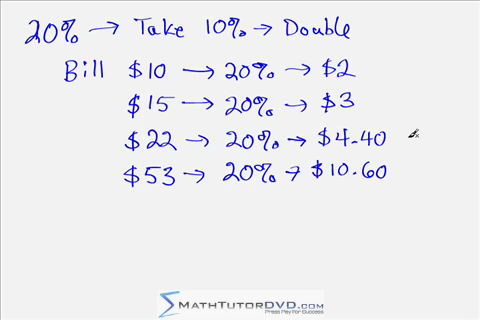 20% → Take 10% → Double
Bill $10 → 20% → $2
$15 → 20% → $3
$22 → 20% → $4.40
$53 → 20% → $10.60
MATHTUTORDVD.COM
Press Play For Success